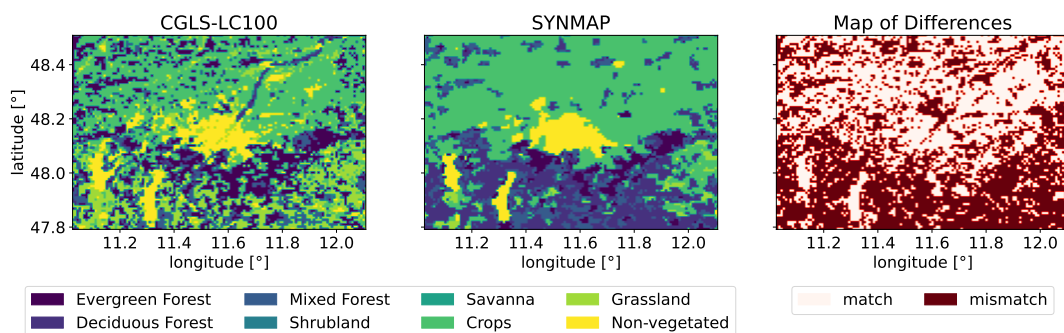 CGLS-LC100 SYNMAP Map of Differences
48.4
48.2
48.0
47.8
latitude [°]
11.2 11.4 11.6 11.8 12.0 11.2 11.4 11.6 11.8 12.0 11.2 11.4 11.6 11.8 12.0
longitude [°] longitude [°] longitude [°]
Evergreen Forest Mixed Forest Savanna Grassland match mismatch
Deciduous Forest Shrubland Crops Non-vegetated